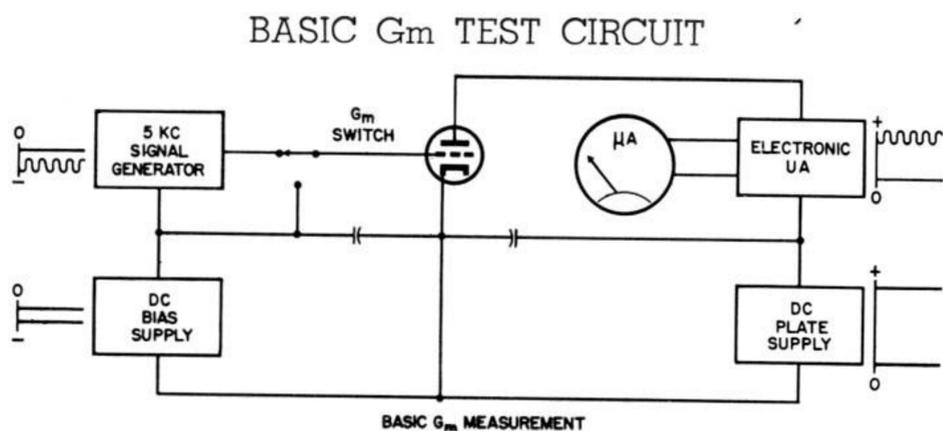 BASIC Gm TEST CIRCUIT
0
–
5 KC
SIGNAL
GENERATOR
Gm
SWITCH
µA
ELECTRONIC
UA
+
0
0
–
DC
BIAS
SUPPLY
DC
PLATE
SUPPLY
+
0
BASIC Gm MEASUREMENT